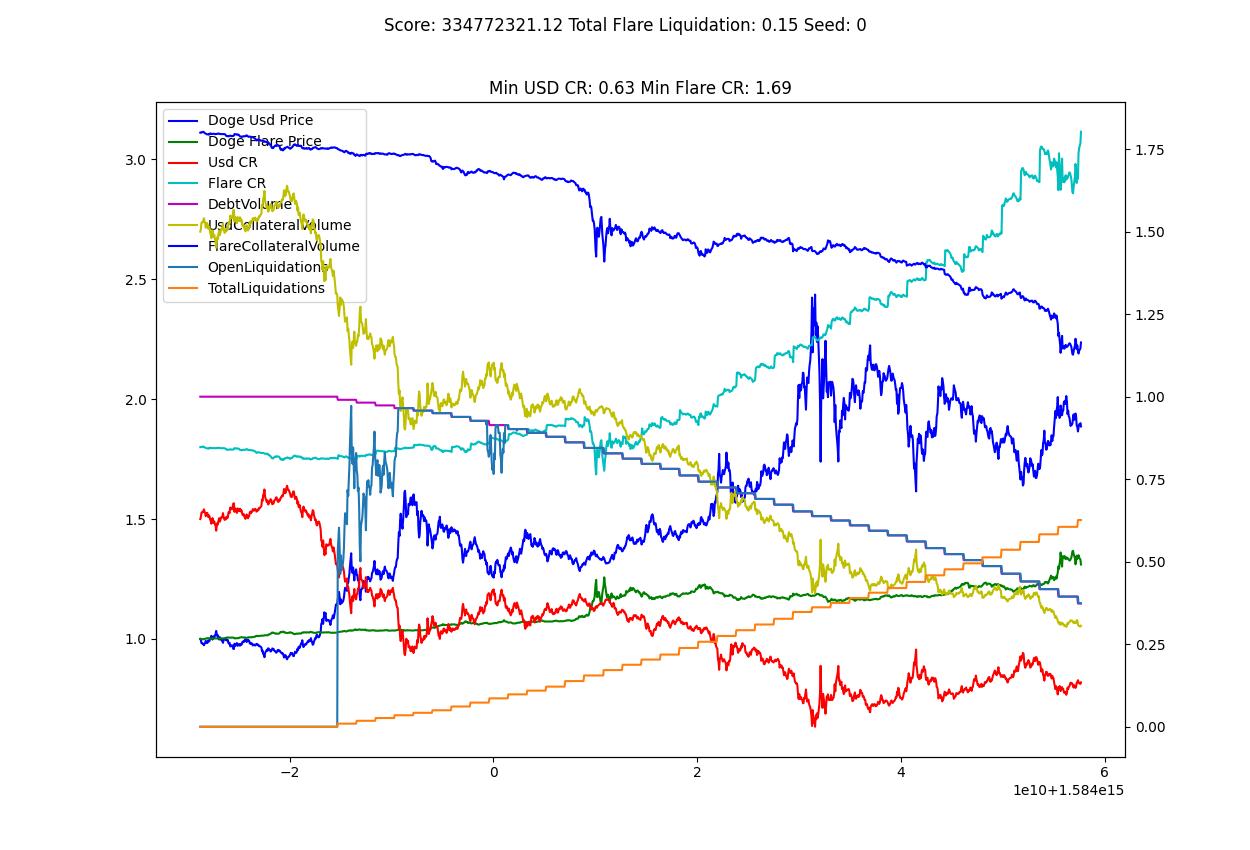 Score: 334772321.12 Total Flare Liquidation: 0.15 Seed: 0
Min USD CR: 0.63 Min Flare CR: 1.69
Doge Usd Price
Doge Flare Price
Usd CR
Flare CR
DebtVolume
UsdCollateralVolume
FlareCollateralVolume
OpenLiquidations
TotalLiquidations
3.0
2.5
2.0
1.5
1.0
1.75
1.50
1.25
1.00
0.75
0.50
0.25
0.00
−2
0
2
4
6
1e10+1.584e15